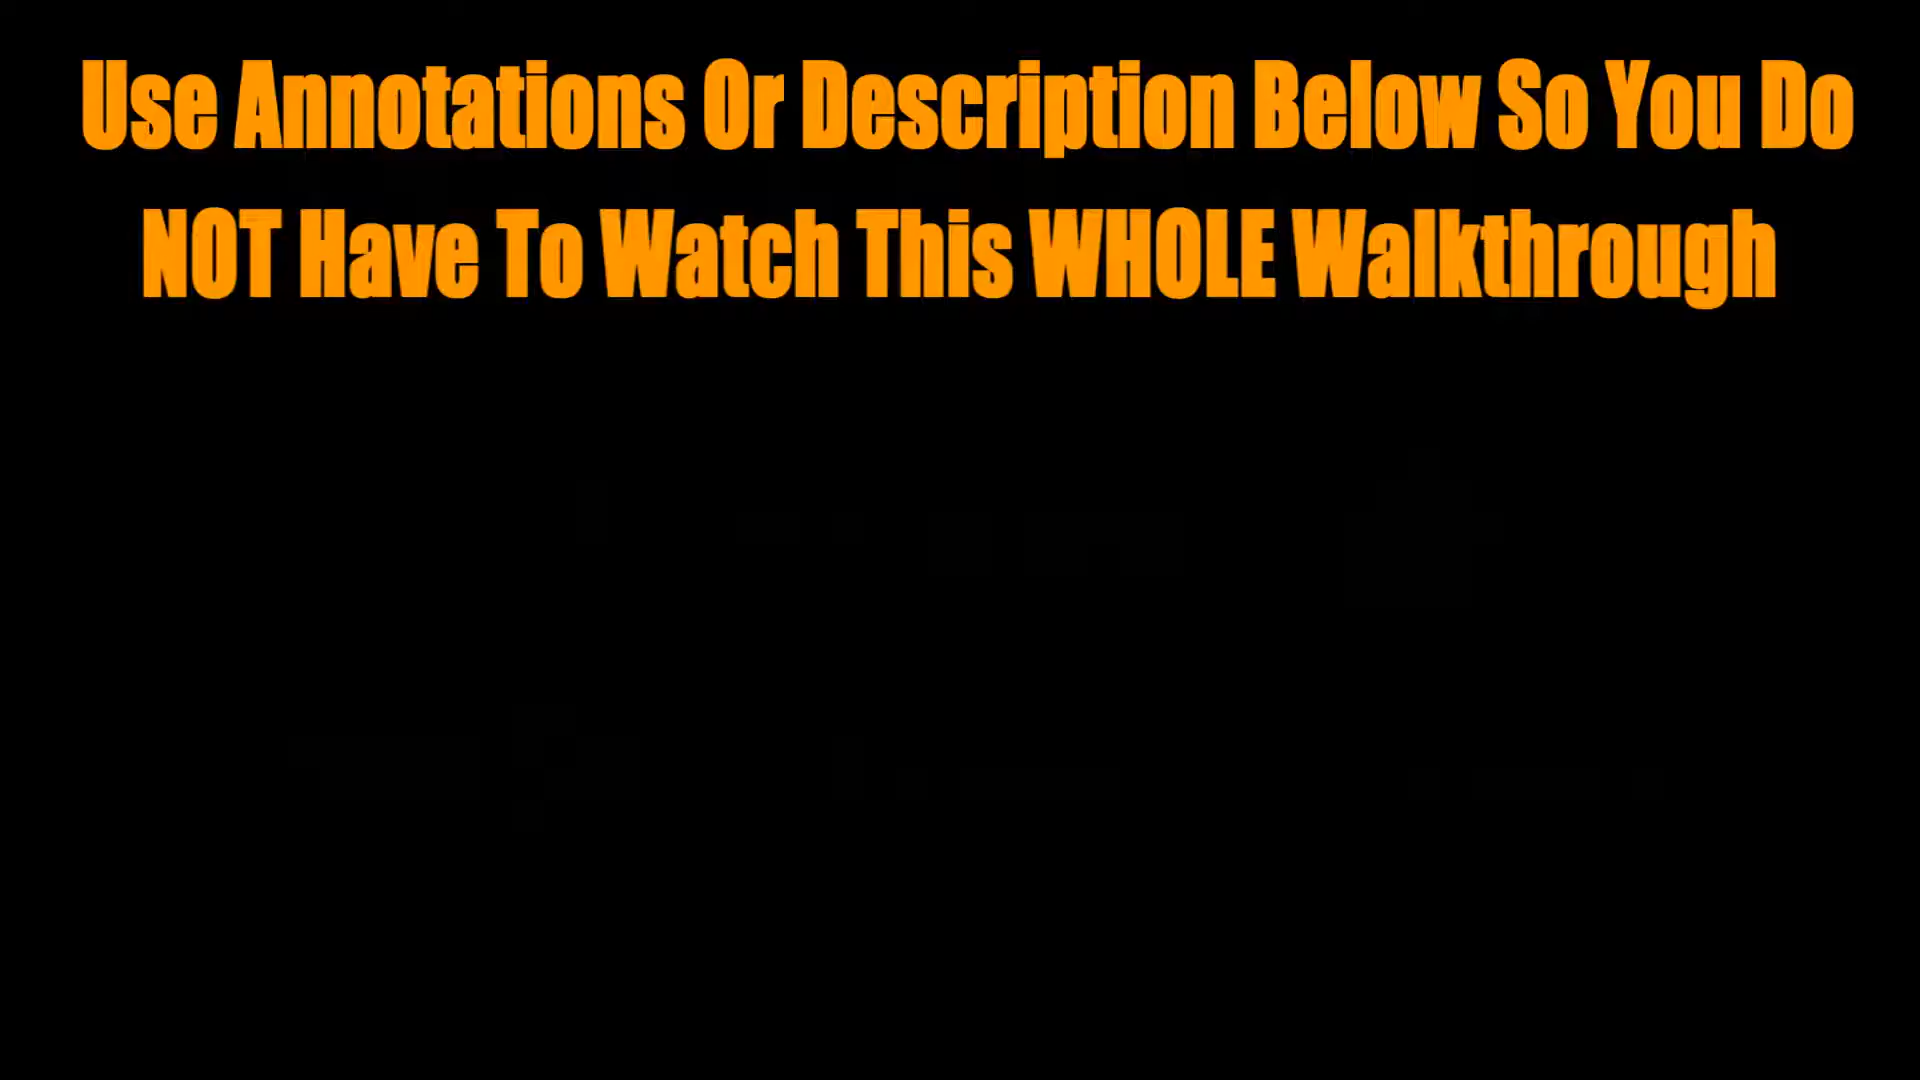 Use Annotations Or Description Below So You Do
NOT Have To Watch This WHOLE Walkthrough